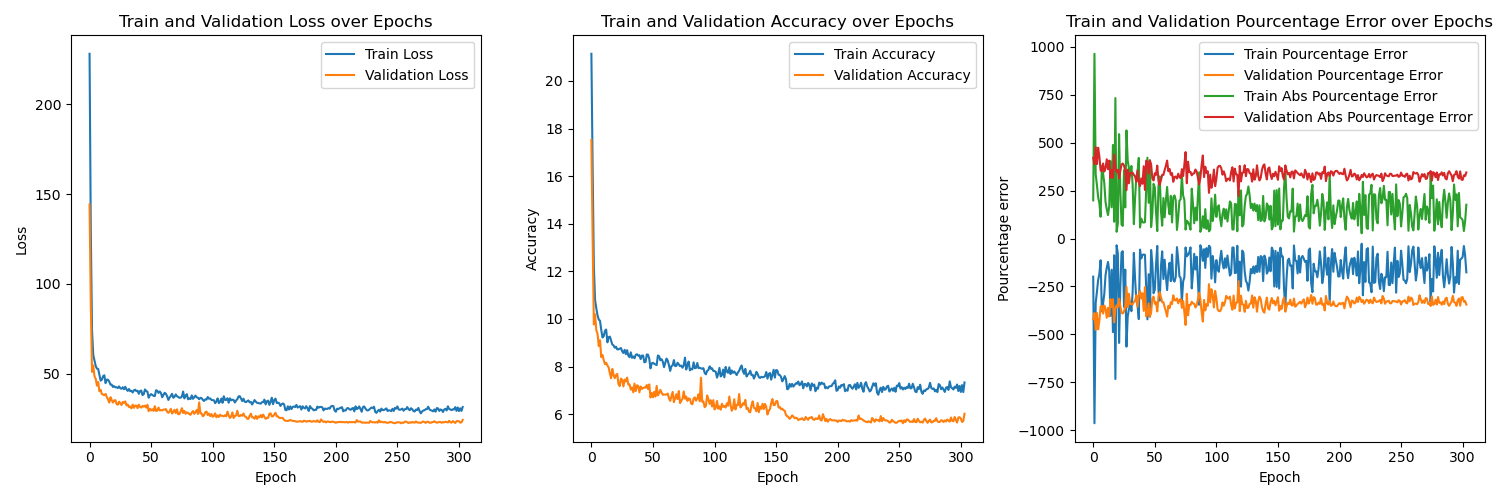 Train and Validation Loss over Epochs
Train Loss
Validation Loss
200
150
100
50
Loss
0
50
100
150
200
250
300
Epoch
Train and Validation Accuracy over Epochs
Train Accuracy
Validation Accuracy
20
18
16
14
12
10
8
6
Accuracy
0
50
100
150
200
250
300
Epoch
Train and Validation Pourcentage Error over Epochs
Train Pourcentage Error
Validation Pourcentage Error
Train Abs Pourcentage Error
Validation Abs Pourcentage Error
1000
750
500
250
0
−250
−500
−750
−1000
Pourcentage error
0
50
100
150
200
250
300
Epoch